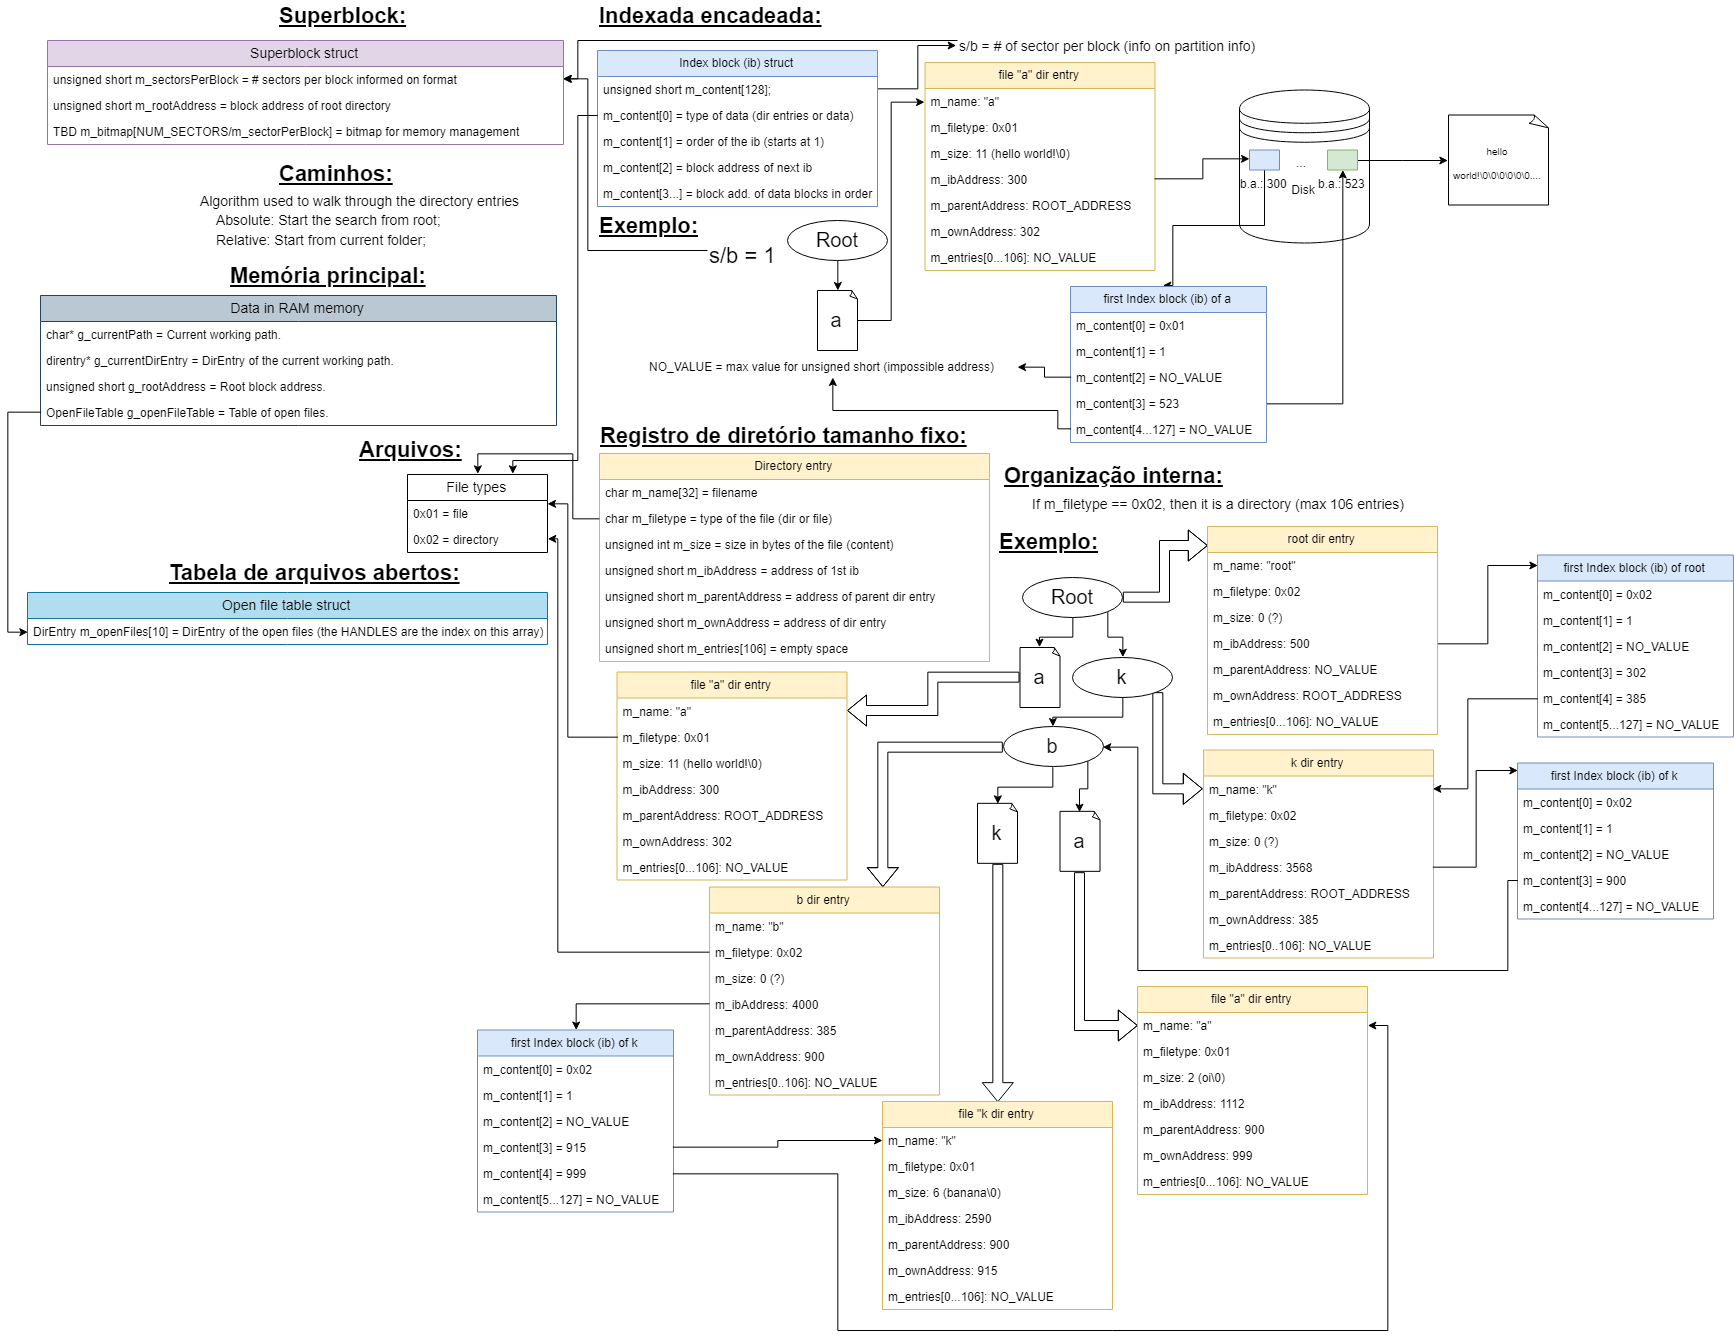 Superblock:
Superblock struct
unsigned short m_sectorsPerBlock = # sectors per block informed on format
unsigned short m_rootAddress = block address of root directory
TBD m_bitmap[NUM_SECTORS/m_sectorPerBlock] = bitmap for memory management
Caminhos:
Algorithm used to walk through the directory entries
Absolute: Start the search from root;
Relative: Start from current folder;
Memória principal:
Data in RAM memory
char* g_currentPath = Current working path.
direntry* g_currentDirEntry = DirEntry of the current working path.
unsigned short g_rootAddress = Root block address.
OpenFileTable g_openFileTable = Table of open files.
Arquivos:
File types
0x01 = file
0x02 = directory
Tabela de arquivos abertos:
Open file table struct
DirEntry m_openFiles[10] = DirEntry of the open files (the HANDLES are the index on this array)
Indexada encadeada:
s/b = # of sector per block (info on partition info)
Index block (ib) struct
unsigned short m_content[128];
m_content[0] = type of data (dir entries or data)
m_content[1] = order of the ib (starts at 1)
m_content[2] = block address of next ib
m_content[3...] = block add. of data blocks in order
Exemplo:
s/b = 1
Root
a
file "a" dir entry
m_name: "a"
m_filetype: 0x01
m_size: 11 (hello world!\0)
m_ibAddress: 300
m_parentAddress: ROOT_ADDRESS
m_ownAddress: 302
m_entries[0...106]: NO_VALUE
...
b.a.: 300
Disk
b.a.: 523
hello
world!\0\0\0\0\0\0....
first Index block (ib) of a
m_content[0] = 0x01
m_content[1] = 1
m_content[2] = NO_VALUE
m_content[3] = 523
m_content[4...127] = NO_VALUE
NO_VALUE = max value for unsigned short (impossible address)
Registro de diretório tamanho fixo:
Directory entry
char m_name[32] = filename
char m_filetype = type of the file (dir or file)
unsigned int m_size = size in bytes of the file (content)
unsigned short m_ibAddress = address of 1st ib
unsigned short m_parentAddress = address of parent dir entry
unsigned short m_ownAddress = address of dir entry
unsigned short m_entries[106] = empty space
Organização interna:
If m_filetype == 0x02, then it is a directory (max 106 entries)
Exemplo:
Root
a
k
b
k
a
root dir entry
m_name: "root"
m_filetype: 0x02
m_size: 0 (?)
m_ibAddress: 500
m_parentAddress: NO_VALUE
m_ownAddress: ROOT_ADDRESS
m_entries[0...106]: NO_VALUE
first Index block (ib) of root
m_content[0] = 0x02
m_content[1] = 1
m_content[2] = NO_VALUE
m_content[3] = 302
m_content[4] = 385
m_content[5...127] = NO_VALUE
file "a" dir entry
m_name: "a"
m_filetype: 0x01
m_size: 11 (hello world!\0)
m_ibAddress: 300
m_parentAddress: ROOT_ADDRESS
m_ownAddress: 302
m_entries[0...106]: NO_VALUE
k dir entry
m_name: "k"
m_filetype: 0x02
m_size: 0 (?)
m_ibAddress: 3568
m_parentAddress: ROOT_ADDRESS
m_ownAddress: 385
m_entries[0..106]: NO_VALUE
first Index block (ib) of k
m_content[0] = 0x02
m_content[1] = 1
m_content[2] = NO_VALUE
m_content[3] = 900
m_content[4...127] = NO_VALUE
b dir entry
m_name: "b"
m_filetype: 0x02
m_size: 0 (?)
m_ibAddress: 4000
m_parentAddress: 385
m_ownAddress: 900
m_entries[0..106]: NO_VALUE
first Index block (ib) of k
m_content[0] = 0x02
m_content[1] = 1
m_content[2] = NO_VALUE
m_content[3] = 915
m_content[4] = 999
m_content[5...127] = NO_VALUE
file "a" dir entry
m_name: "a"
m_filetype: 0x01
m_size: 2 (oi\0)
m_ibAddress: 1112
m_parentAddress: 900
m_ownAddress: 999
m_entries[0...106]: NO_VALUE
file "k dir entry
m_name: "k"
m_filetype: 0x01
m_size: 6 (banana\0)
m_ibAddress: 2590
m_parentAddress: 900
m_ownAddress: 915
m_entries[0...106]: NO_VALUE